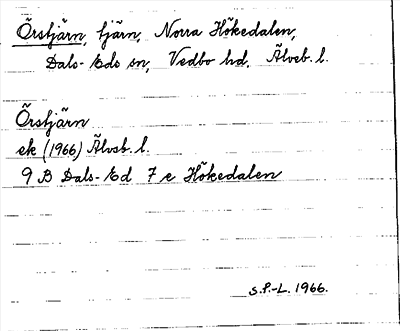 Örstjärn, tjärn, Norra Hökedalen,
Dals-Eds sn, Vedbo hd, Älvsb. l.
Örstjärn
ek (1966) Älvsb. l.
9 B Dals-Ed 7 e Hökedalen
S.P.-L. 1966.